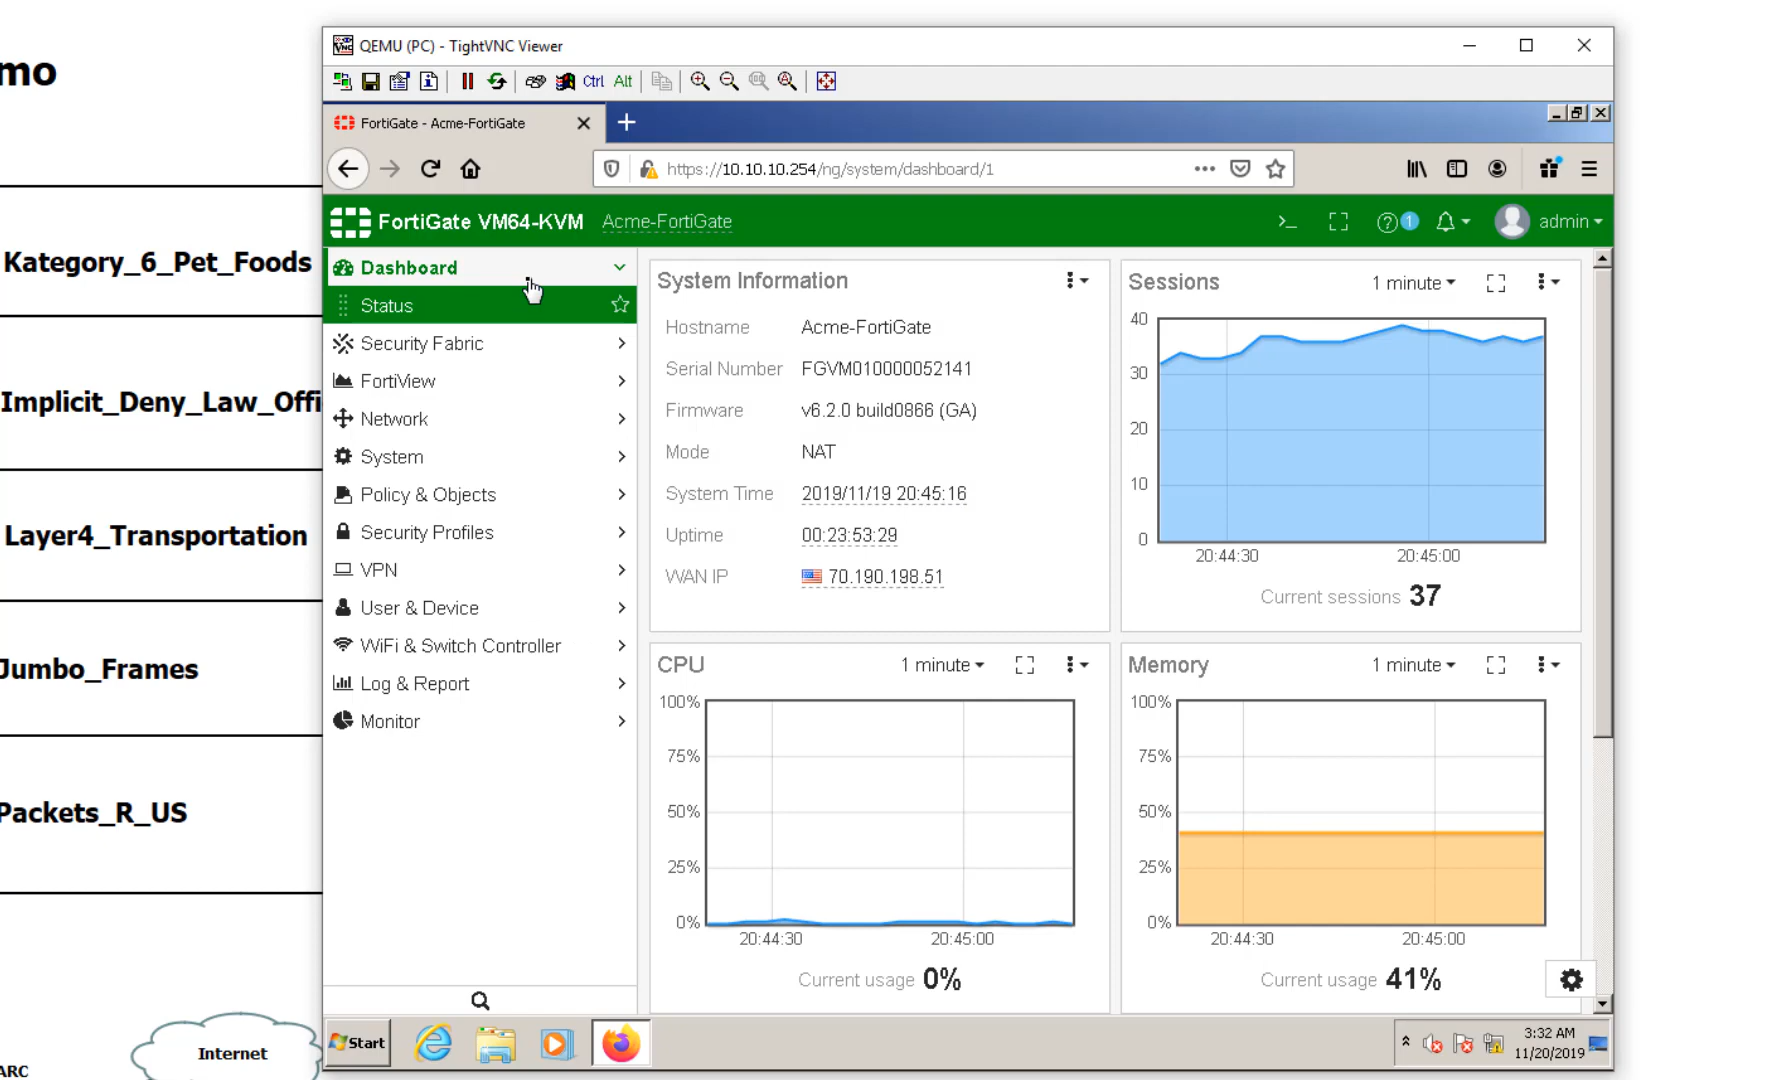 mo
Kategory_6_Pet_Foods
Implicit_Deny_Law_Offi
Layer4_Transportation
Jumbo_Frames
Packets_R_US
Internet
ARC
QEMU (PC) - TightVNC Viewer
Ctrl Alt
FortiGate - Acme-FortiGate
https://10.10.10.254/ng/system/dashboard/1
FortiGate VM64-KVM Acme-FortiGate
1
admin
Dashboard
Status
Security Fabric
FortiView
Network
System
Policy & Objects
Security Profiles
VPN
User & Device
WiFi & Switch Controller
Log & Report
Monitor
System Information
Hostname Acme-FortiGate
Serial Number FGVM010000052141
Firmware v6.2.0 build0866 (GA)
Mode NAT
System Time 2019/11/19 20:45:16
Uptime 00:23:53:29
WAN IP 70.190.198.51
Sessions 1 minute
40
30
20
10
0
20:44:30 20:45:00
Current sessions 37
CPU 1 minute
100%
75%
50%
25%
0%
20:44:30 20:45:00
Current usage 0%
Memory 1 minute
100%
75%
50%
25%
0%
20:44:30 20:45:00
Current usage 41%
Start
3:32 AM
11/20/2019